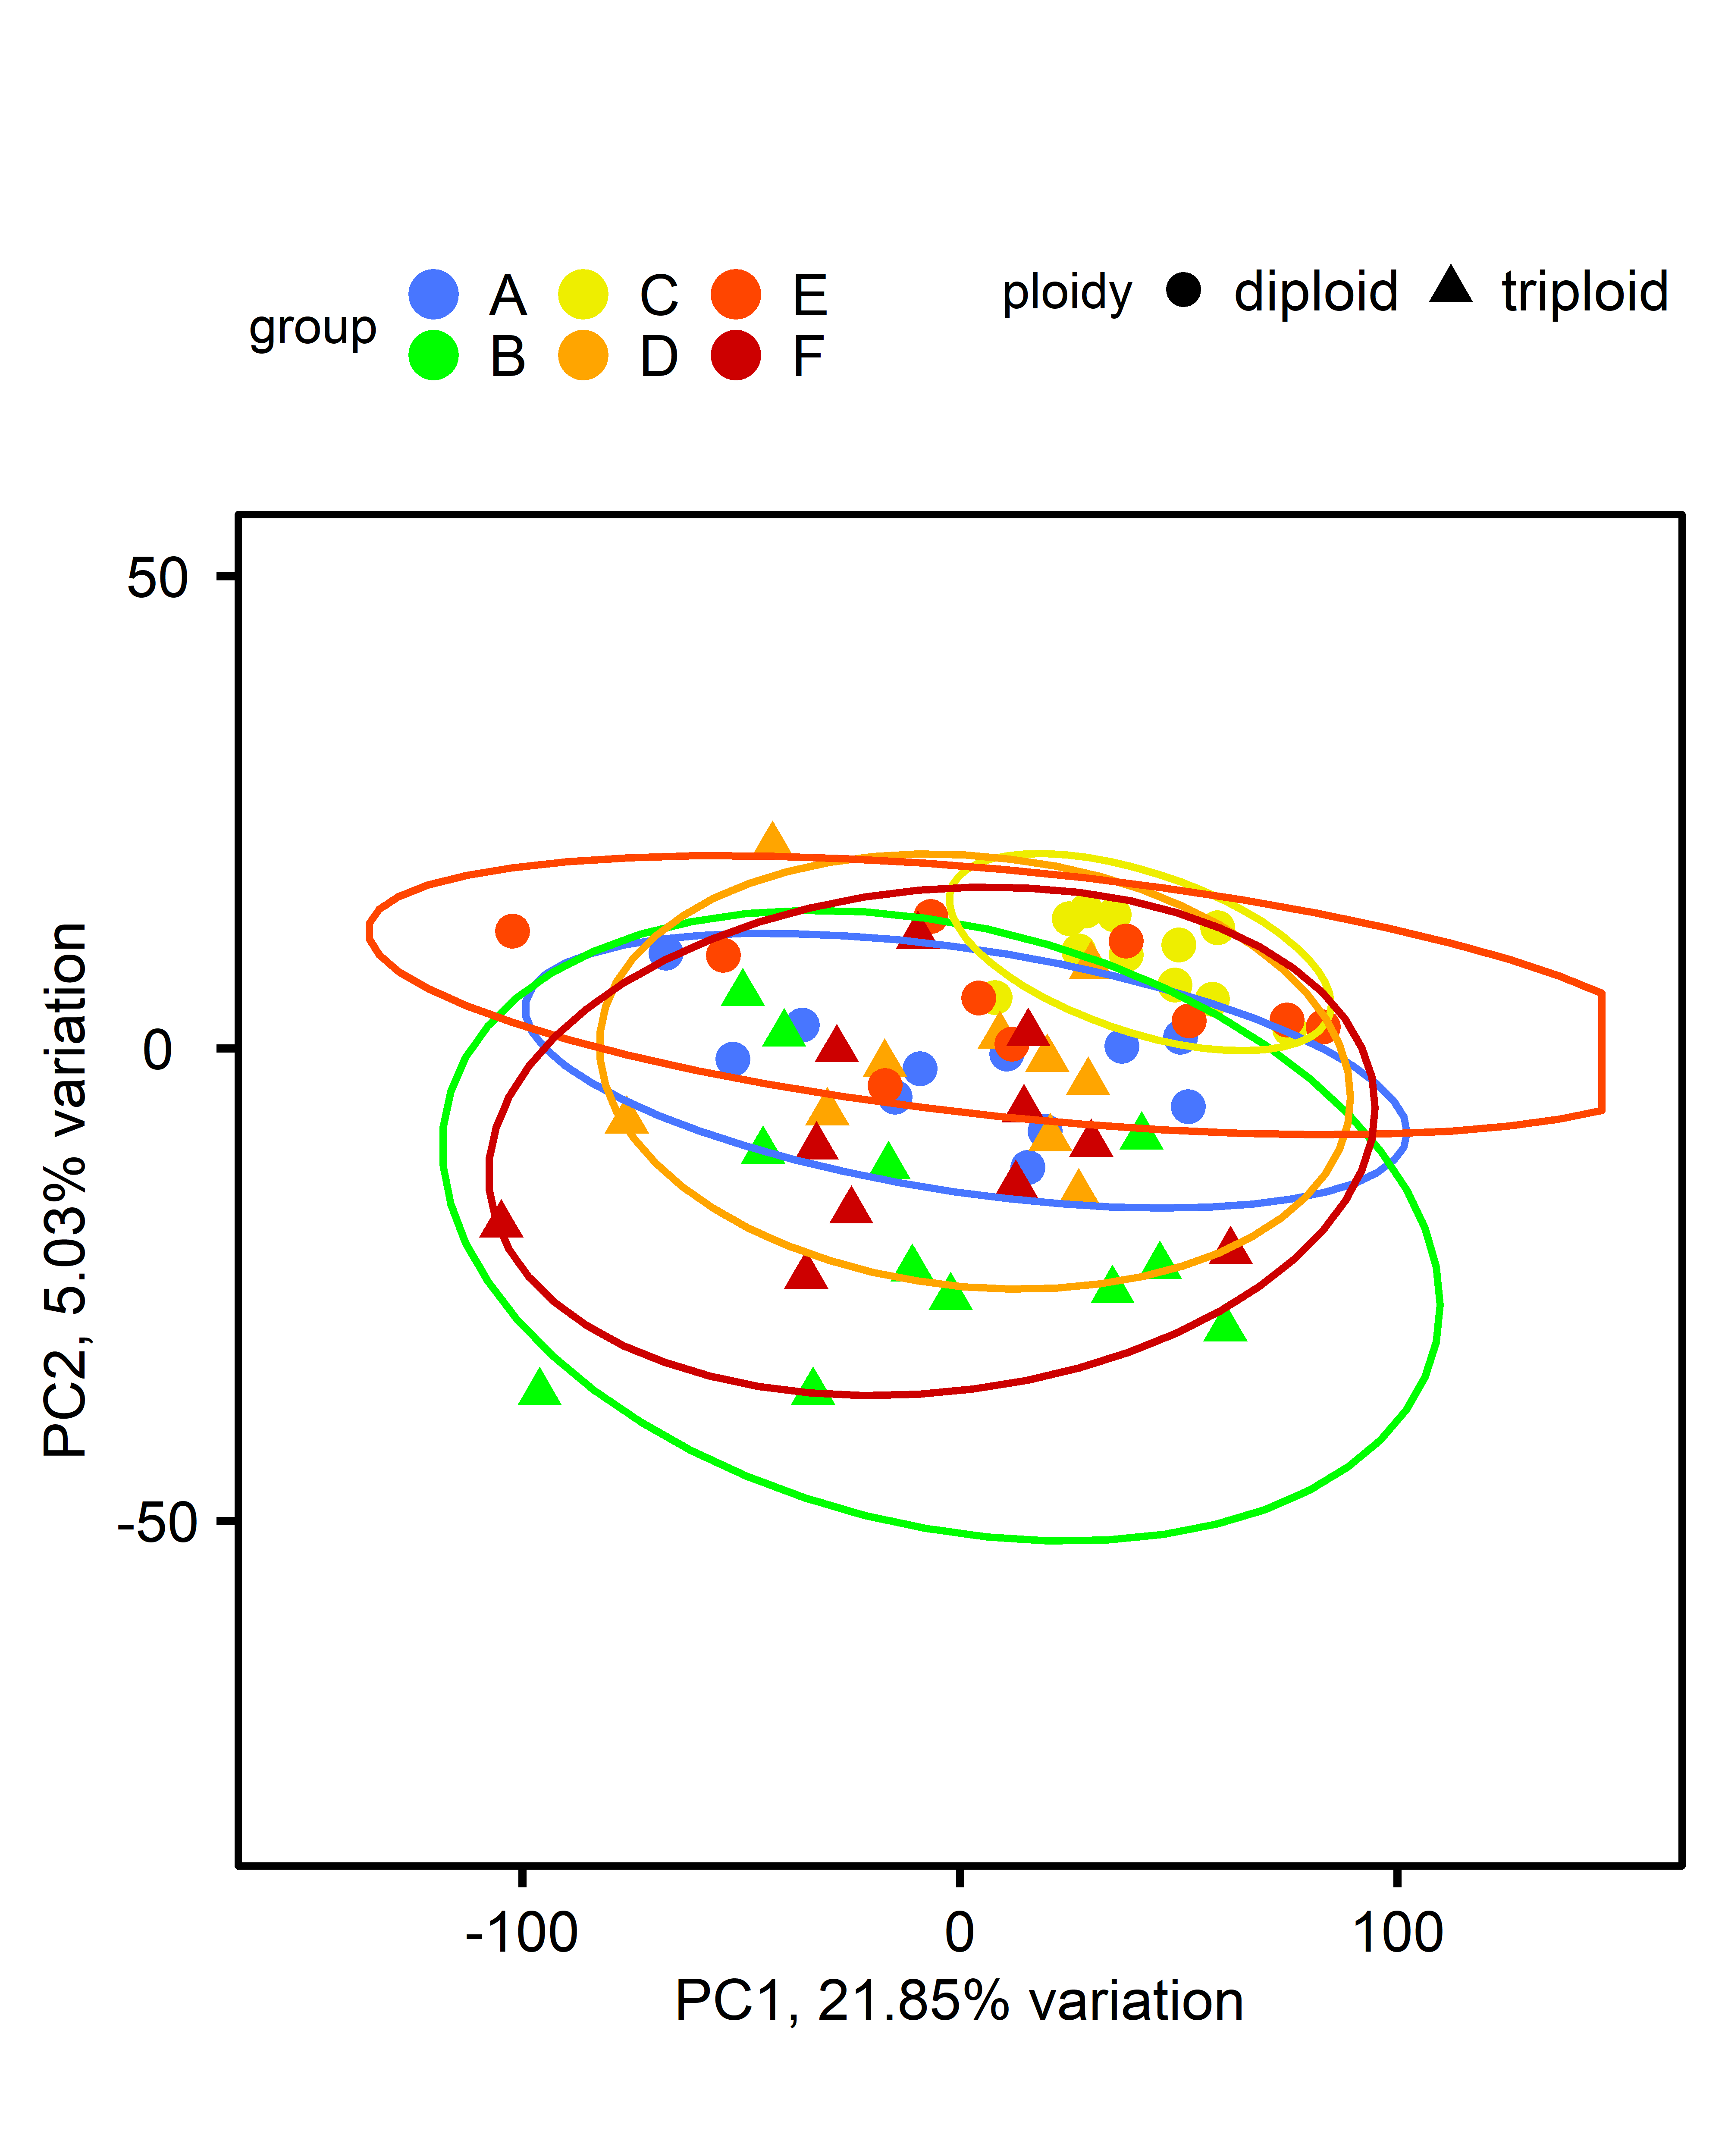 group A C E ploidy diploid triploid
B D F
50
0
-50
PC2, 5.03% variation
-100 0 100
PC1, 21.85% variation